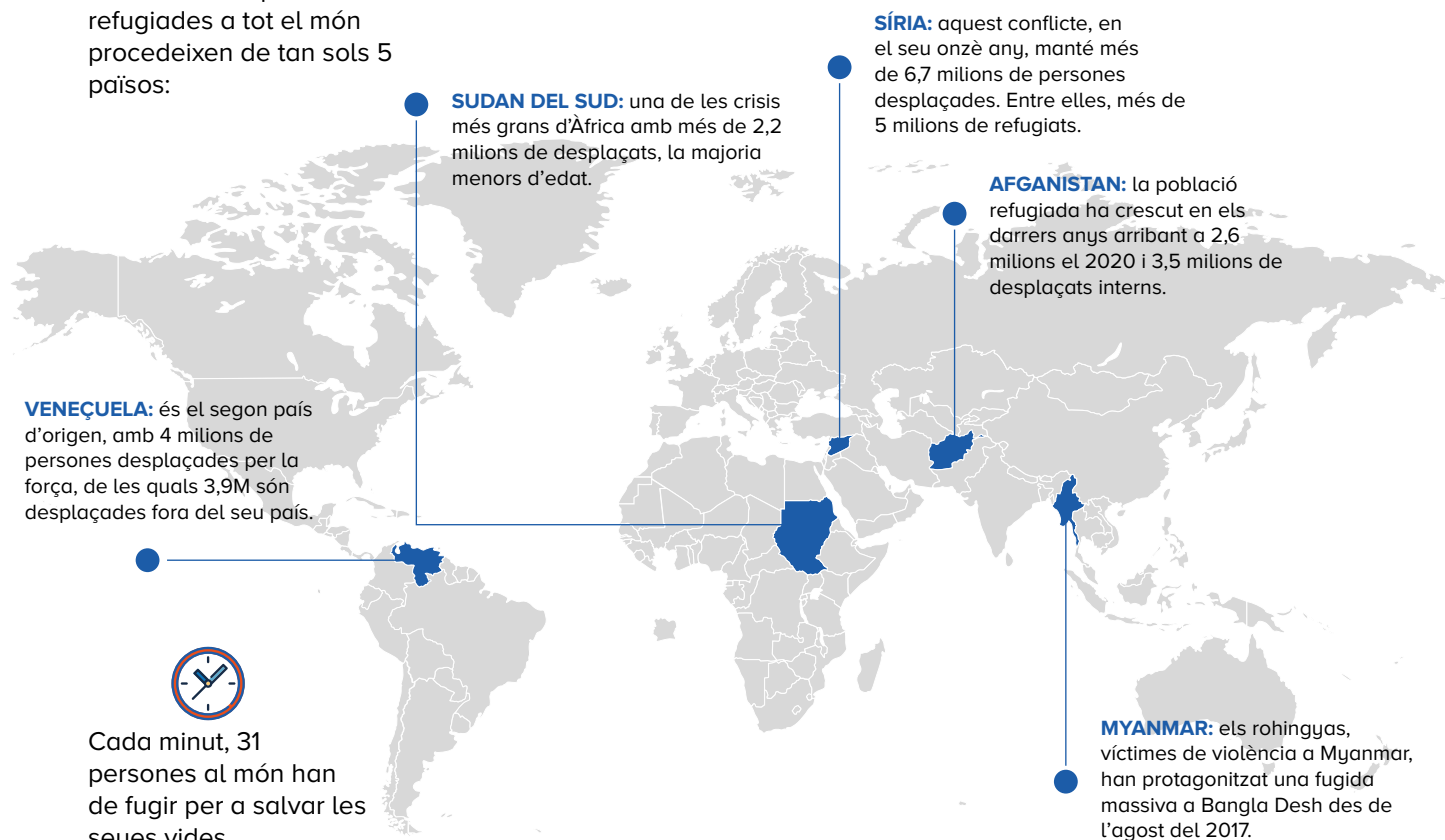 refugiades a tot el món
procedeixen de tan sols 5
països:
SUDAN DEL SUD: una de les crisis
més grans d'Àfrica amb més de 2,2
milions de desplaçats, la majoria
menors d'edat.
SÍRIA: aquest conflicte, en
el seu onzè any, manté més
de 6,7 milions de persones
desplaçades. Entre elles, més de
5 milions de refugiats.
AFGANISTAN: la població
refugiada ha crescut en els
darrers anys arribant a 2,6
milions el 2020 i 3,5 milions de
desplaçats interns.
VENEÇUELA: és el segon país
d'origen, amb 4 milions de
persones desplaçades per la
força, de les quals 3,9M són
desplaçades fora del seu país.
Cada minut, 31
persones al món han
de fugir per a salvar les
seues vides
MYANMAR: els rohingyas,
víctimes de violència a Myanmar,
han protagonitzat una fugida
massiva a Bangla Desh des de
l'agost del 2017.